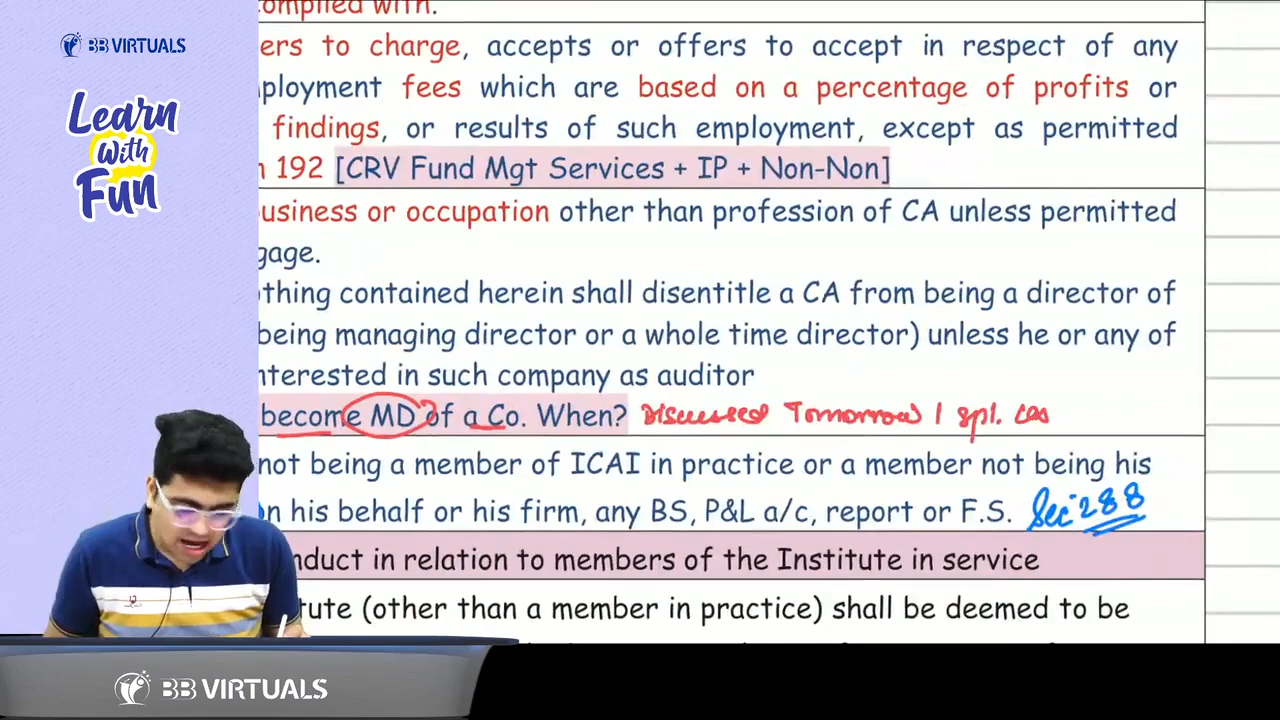 complied with.
BB VIRTUALS
Learn
With
Fun
ers to charge, accepts or offers to accept in respect of any
ployment fees which are based on a percentage of profits or
findings, or results of such employment, except as permitted
192 [CRV Fund Mgt Services + IP + Non-Non]
business or occupation other than profession of CA unless permitted
gage.
othing contained herein shall disentitle a CA from being a director of
being managing director or a whole time director) unless he or any of
nterested in such company as auditor
become MD of a Co. When? Discussed Tomorrow spl. cas
not being a member of ICAI in practice or a member not being his
on his behalf or his firm, any BS, P&L a/c, report or F.S. Sec 288
nduct in relation to members of the Institute in service
tute (other than a member in practice) shall be deemed to be
BB VIRTUALS